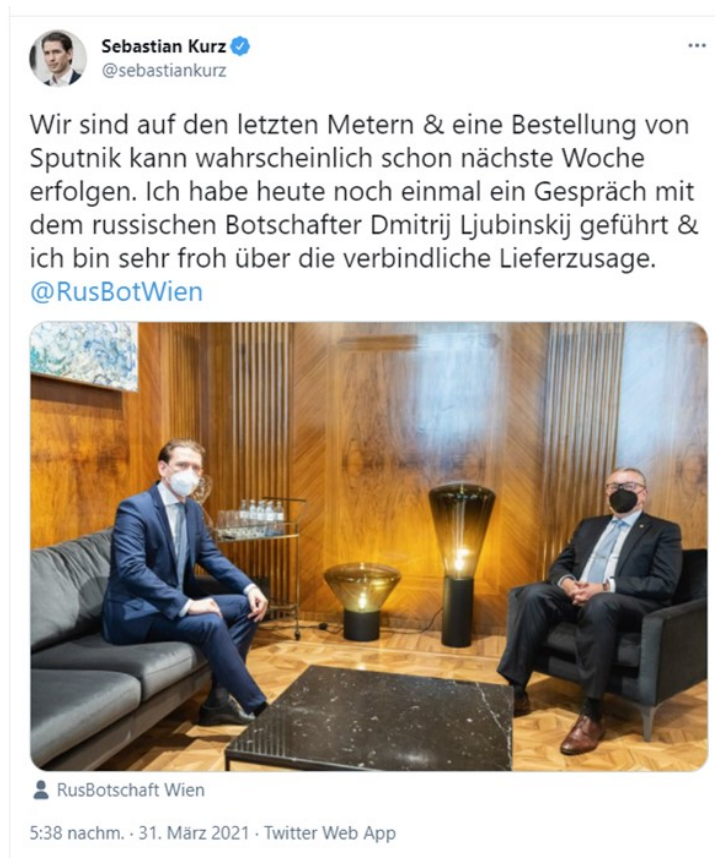 Sebastian Kurz
@sebastiankurz
Wir sind auf den letzten Metern & eine Bestellung von
Sputnik kann wahrscheinlich schon nächste Woche
erfolgen. Ich habe heute noch einmal ein Gespräch mit
dem russischen Botschafter Dmitrij Ljubinskij geführt &
ich bin sehr froh über die verbindliche Lieferzusage.
@RusBotWien
RusBotschaft Wien
5:38 nachm. · 31. März 2021 · Twitter Web App